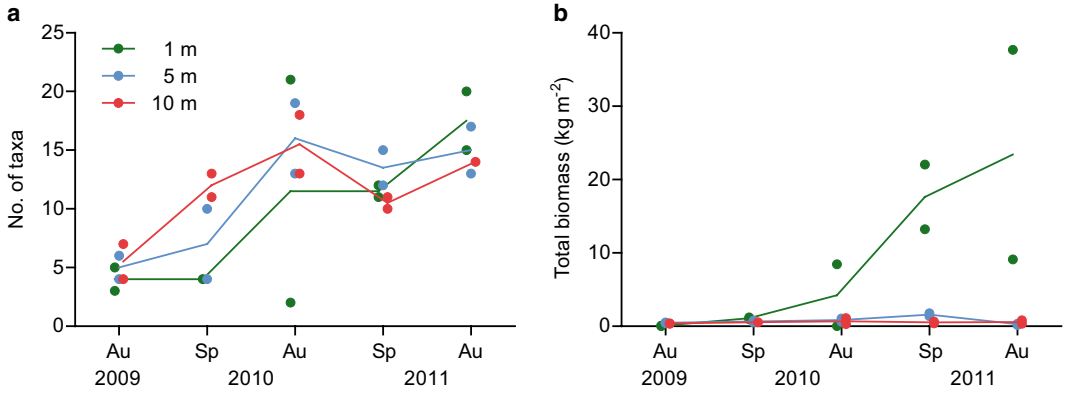 a
25
20
15
10
5
0
No. of taxa
1 m
5 m
10 m
Au Sp Au Sp Au
2009 2010 2011
b
40
30
20
10
0
Total biomass (kg m⁻²)
Au Sp Au Sp Au
2009 2010 2011